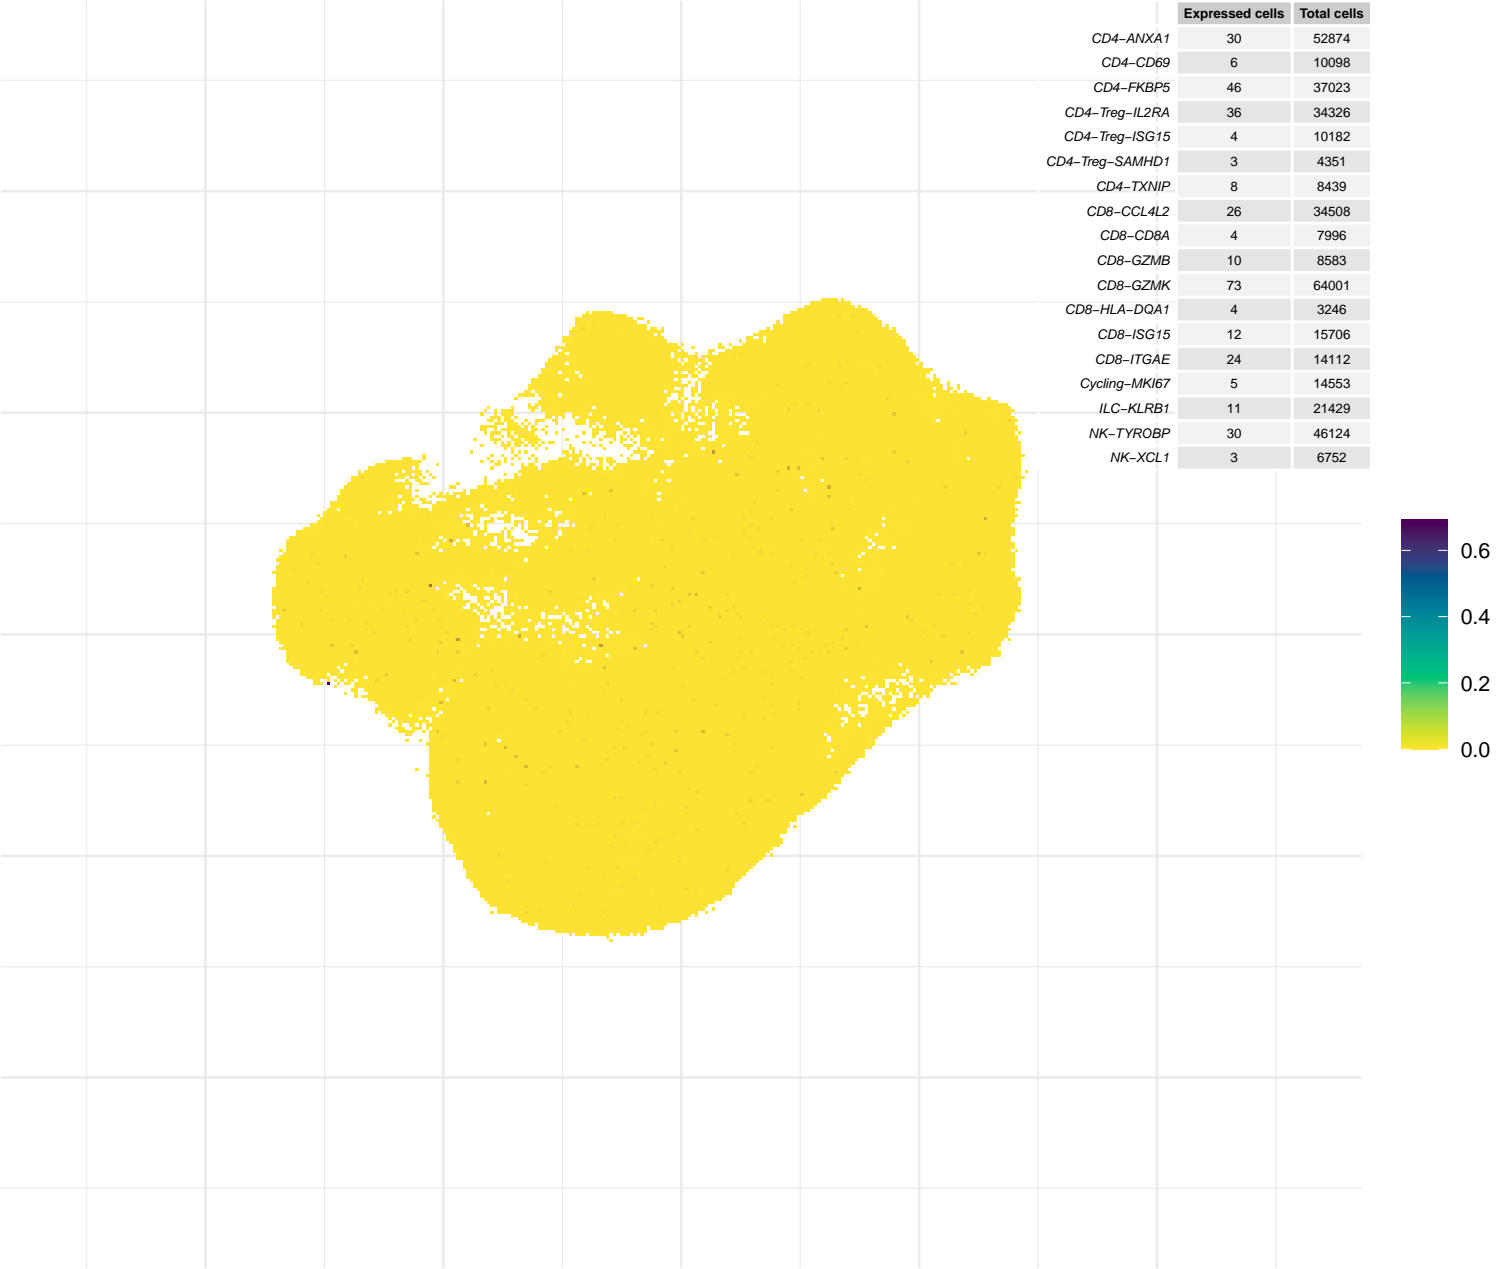 Expressed cells Total cells
CD4−ANXA1 30 52874
CD4−CD69 6 10098
CD4−FKBP5 46 37023
CD4−Treg−IL2RA 36 34326
CD4−Treg−ISG15 4 10182
CD4−Treg−SAMHD1 3 4351
CD4−TXNIP 8 8439
CD8−CCL4L2 26 34508
CD8−CD8A 4 7996
CD8−GZMB 10 8583
CD8−GZMK 73 64001
CD8−HLA−DQA1 4 3246
CD8−ISG15 12 15706
CD8−ITGAE 24 14112
Cycling−MKI67 5 14553
ILC−KLRB1 11 21429
NK−TYROBP 30 46124
NK−XCL1 3 6752
0.6
0.4
0.2
0.0